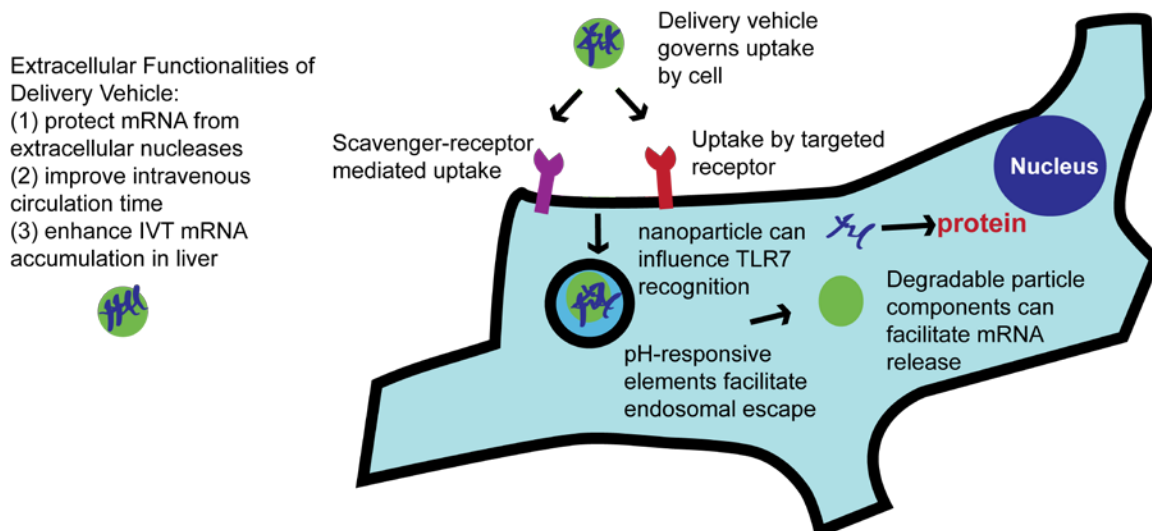 Extracellular Functionalities of
Delivery Vehicle:
(1) protect mRNA from
extracellular nucleases
(2) improve intravenous
circulation time
(3) enhance IVT mRNA
accumulation in liver
Delivery vehicle
governs uptake
by cell
Scavenger-receptor
mediated uptake
Uptake by targeted
receptor
Nucleus
protein
nanoparticle can
influence TLR7
recognition
Degradable particle
components can
facilitate mRNA
release
pH-responsive
elements facilitate
endosomal escape